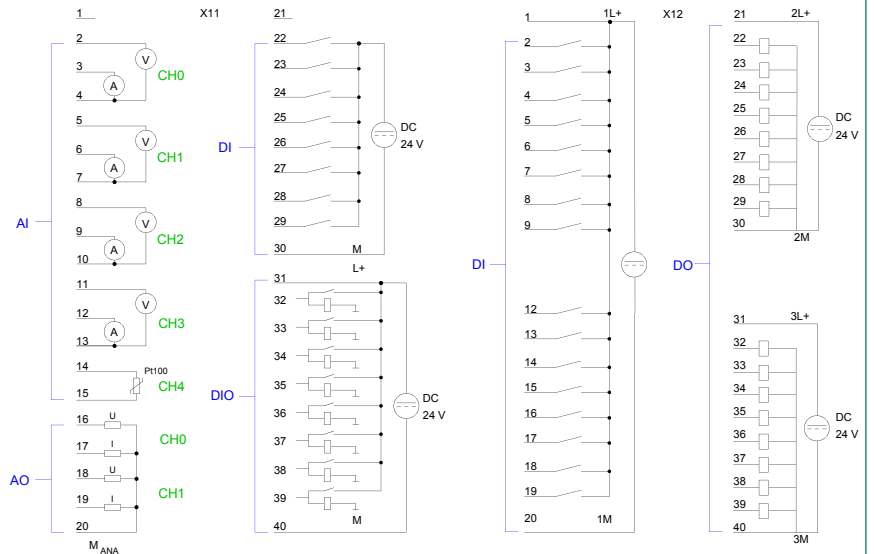 X11
1
2
3
4
V
A
CH0
5
6
7
V
A
CH1
8
9
10
V
A
CH2
11
12
13
V
A
CH3
14
15
Pt100
CH4
AI
16
U
17
I
CH0
18
U
19
I
CH1
20
AO
M ANA
21
22
23
24
25
26
27
28
29
30
DI
DC
24 V
M
L+
31
32
33
34
35
36
37
38
39
40
DIO
DC
24 V
M
X12
1
1L+
2
3
4
5
6
7
8
9
DI
12
13
14
15
16
17
18
19
20
1M
21
2L+
22
23
24
25
26
27
28
29
30
DC
24 V
2M
DO
31
3L+
32
33
34
35
36
37
38
39
40
DC
24 V
3M